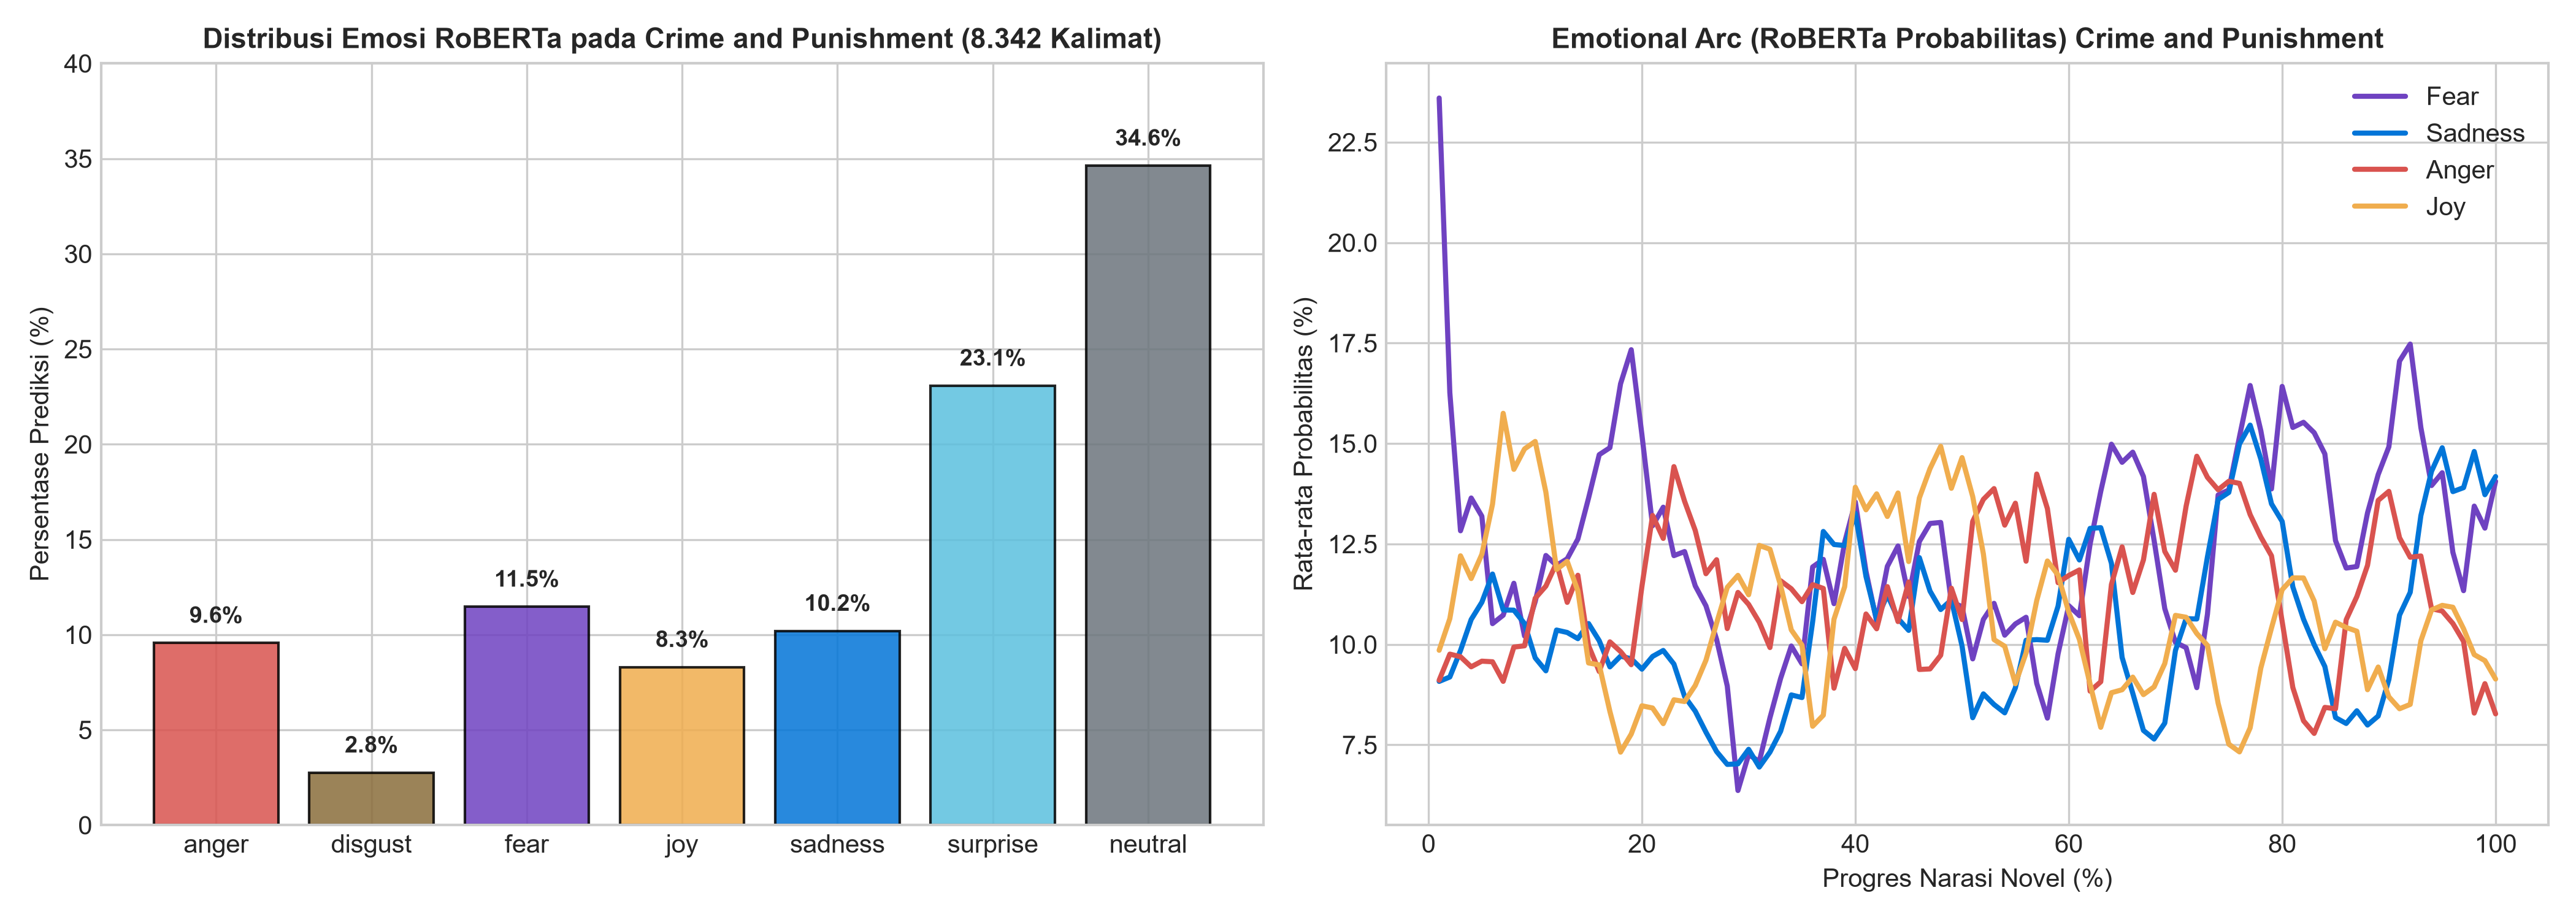 Distribusi Emosi RoBERTa pada Crime and Punishment (8.342 Kalimat)
Persentase Prediksi (%)
40
35
30
25
20
15
10
5
0
9.6%
2.8%
11.5%
8.3%
10.2%
23.1%
34.6%
anger
disgust
fear
joy
sadness
surprise
neutral
Emotional Arc (RoBERTa Probabilitas) Crime and Punishment
Rata-rata Probabilitas (%)
22.5
20.0
17.5
15.0
12.5
10.0
7.5
Fear
Sadness
Anger
Joy
0
20
40
60
80
100
Progres Narasi Novel (%)